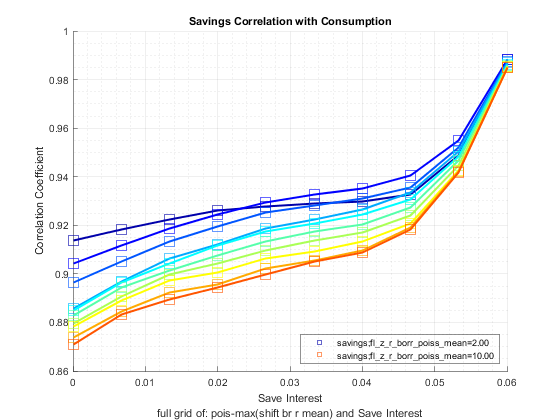 Savings Correlation with Consumption
1
0.98
0.96
0.94
0.92
0.9
0.88
0.86
Correlation Coefficient
savings;fl_z_r_borr_poiss_mean=2.00
savings;fl_z_r_borr_poiss_mean=10.00
0 0.01 0.02 0.03 0.04 0.05 0.06
Save Interest
full grid of: pois-max(shift br r mean) and Save Interest